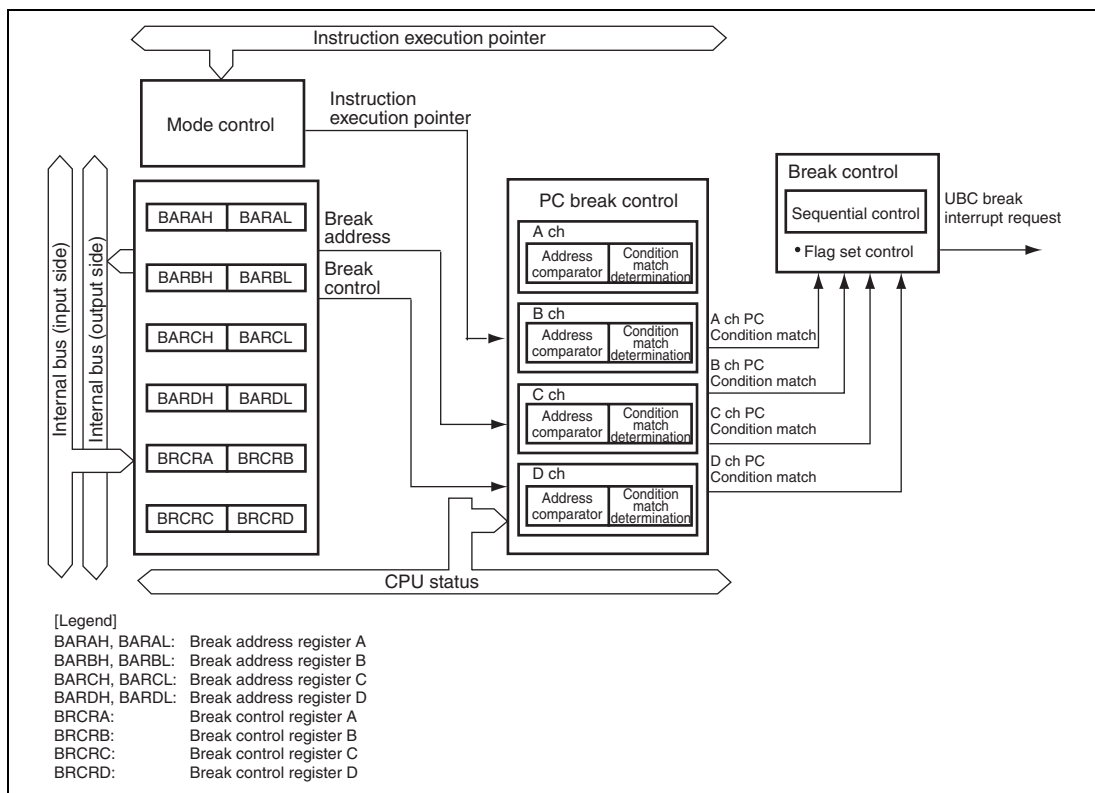 Instruction execution pointer
Mode control
Instruction
execution pointer
Internal bus (input side)
Internal bus (output side)
BARAH BARAL
BARBH BARBL
BARCH BARCL
BARDH BARDL
BRCRA BRCRB
BRCRC BRCRD
Break
address
Break
control
PC break control
A ch
Address
comparator
Condition
match
determination
B ch
Address
comparator
Condition
match
determination
C ch
Address
comparator
Condition
match
determination
D ch
Address
comparator
Condition
match
determination
A ch PC
Condition match
B ch PC
Condition match
C ch PC
Condition match
D ch PC
Condition match
Break control
Sequential control
• Flag set control
UBC break
interrupt request
CPU status
[Legend]
BARAH, BARAL: Break address register A
BARBH, BARBL: Break address register B
BARCH, BARCL: Break address register C
BARDH, BARDL: Break address register D
BRCRA: Break control register A
BRCRB: Break control register B
BRCRC: Break control register C
BRCRD: Break control register D